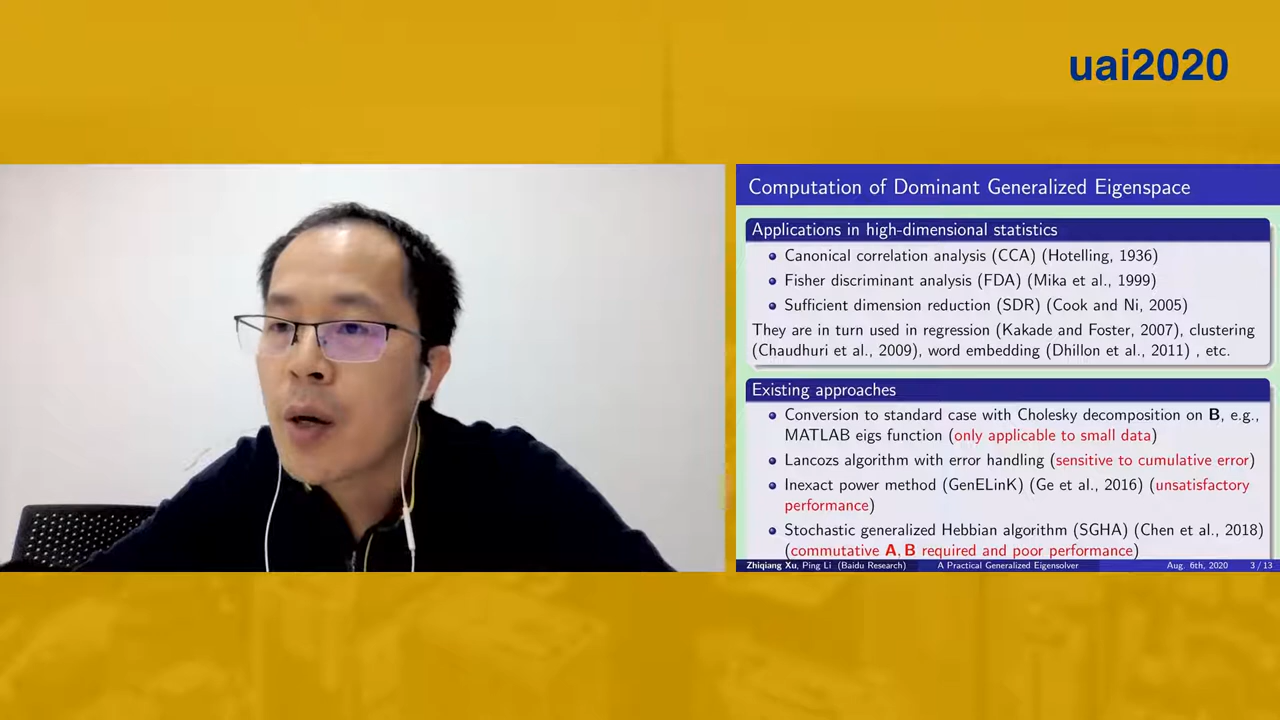 uai2020
Computation of Dominant Generalized Eigenspace
Applications in high-dimensional statistics
Canonical correlation analysis (CCA) (Hotelling, 1936)
Fisher discriminant analysis (FDA) (Mika et al., 1999)
Sufficient dimension reduction (SDR) (Cook and Ni, 2005)
They are in turn used in regression (Kakade and Foster, 2007), clustering
(Chaudhuri et al., 2009), word embedding (Dhillon et al., 2011) , etc.
Existing approaches
Conversion to standard case with Cholesky decomposition on B, e.g.,
MATLAB eigs function (only applicable to small data)
Lancozs algorithm with error handling (sensitive to cumulative error)
Inexact power method (GenELinK) (Ge et al., 2016) (unsatisfactory
performance)
Stochastic generalized Hebbian algorithm (SGHA) (Chen et al., 2018)
(commutative A, B required and poor performance)
Zhiqiang Xu, Ping Li (Baidu Research) A Practical Generalized Eigensolver Aug. 6th, 2020 3 / 13